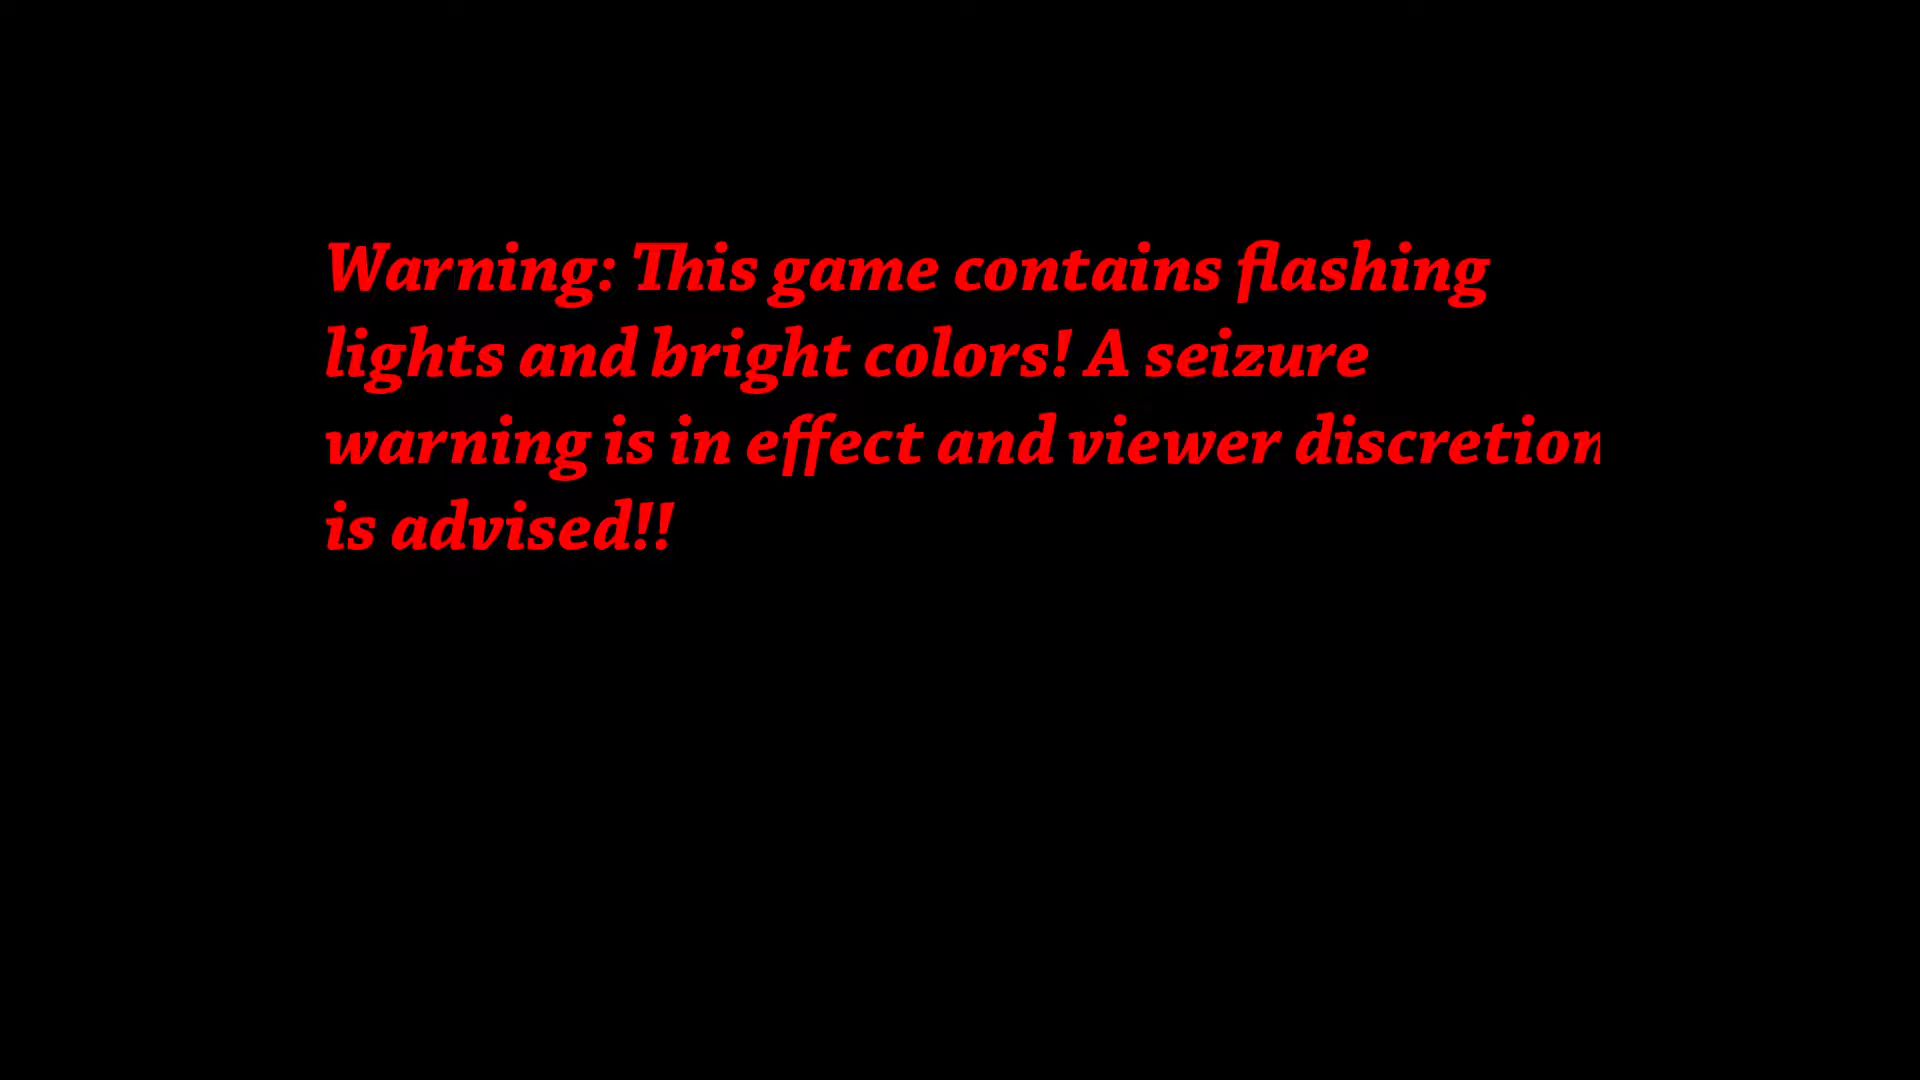 Warning: This game contains flashing
lights and bright colors! A seizure
warning is in effect and viewer discretion
is advised!!